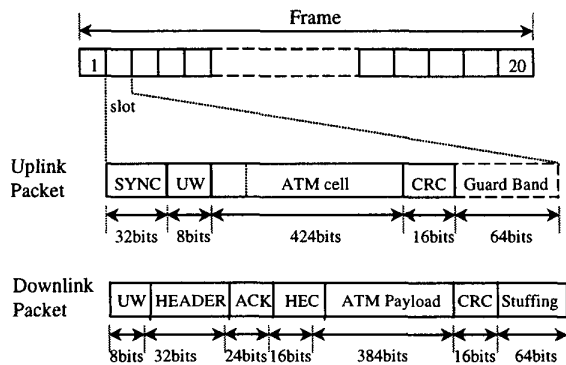 Frame
1 20
slot
Uplink
Packet
SYNC UW ATM cell CRC Guard Band
32bits 8bits 424bits 16bits 64bits
Downlink
Packet
UW HEADER ACK HEC ATM Payload CRC Stuffing
8bits 32bits 24bits 16bits 384bits 16bits 64bits